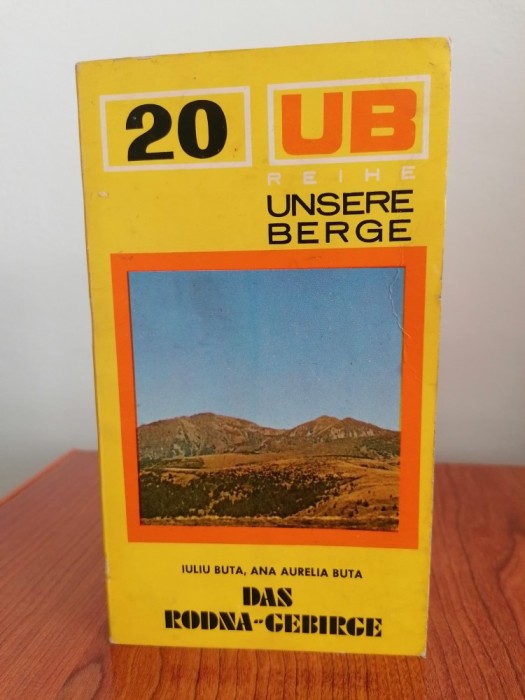 20
UB
REIHE
UNSERE
BERGE
IULIU BUTA, ANA AURELIA BUTA
DAS
RODNA-GEBIRGE